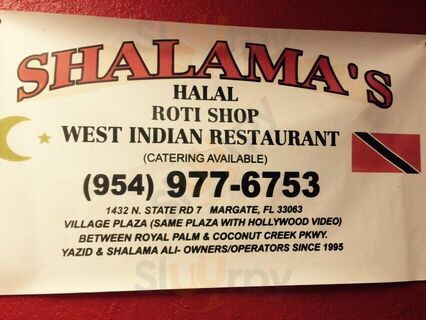 SHALAMA'S
HALAL
ROTI SHOP
WEST INDIAN RESTAURANT
(CATERING AVAILABLE)
(954) 977-6753
1432 N. STATE RD 7 MARGATE, FL 33063
VILLAGE PLAZA (SAME PLAZA WITH HOLLYWOOD VIDEO)
BETWEEN ROYAL PALM & COCONUT CREEK PKWY.
YAZID & SHALAMA ALI- OWNERS/OPERATORS SINCE 1995
Sluurpy